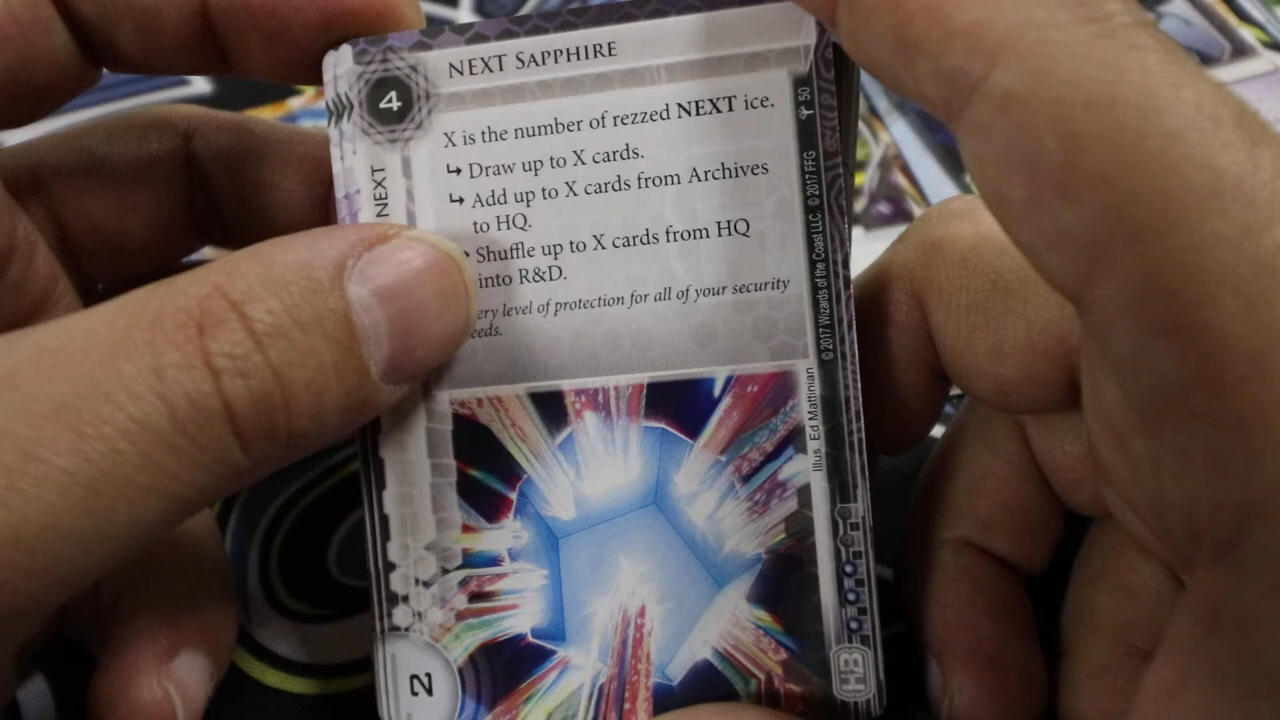 NEXT SAPPHIRE
4
NEXT
X is the number of rezzed NEXT ice.
↳ Draw up to X cards.
↳ Add up to X cards from Archives
to HQ.
Shuffle up to X cards from HQ
into R&D.
ery level of protection for all of your security
eeds.
50
© 2017 Wizards of the Coast LLC. © 2017 FFG
Illus. Ed Mattinian
2
HB